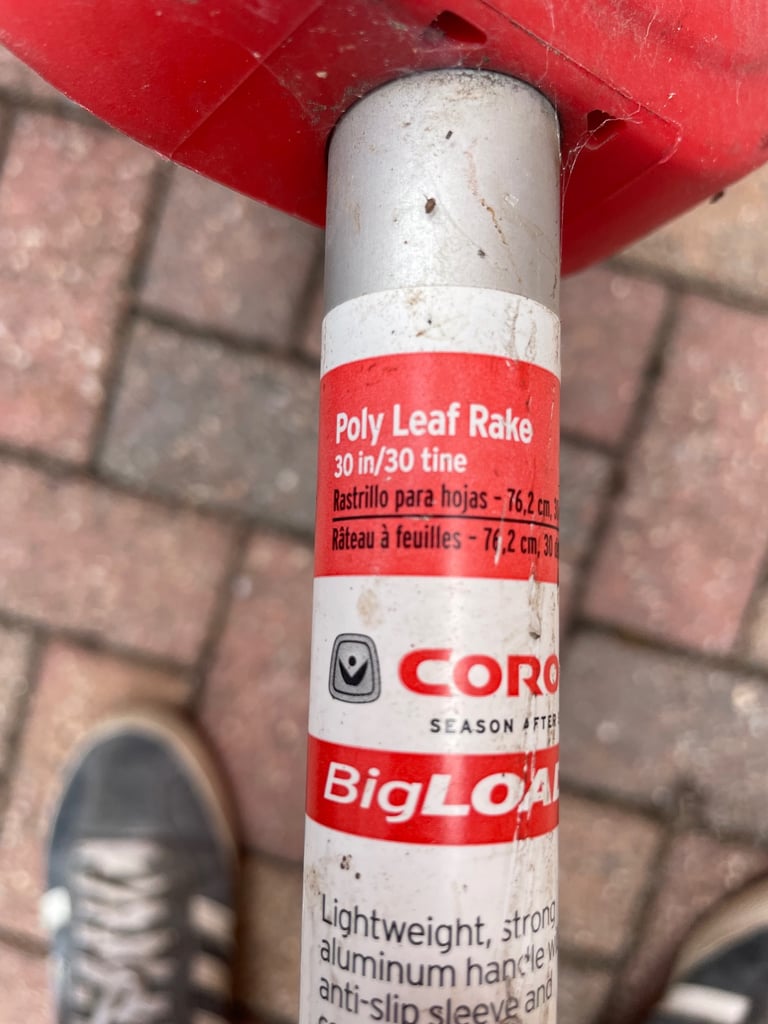 Poly Leaf Rake
30 in/30 tine
Rastrillo para hojas - 76,2 cm,
Râteau à feuilles - 76,2 cm, 30
CORO
SEASON AFTER
BigLOA
Lightweight, strong
aluminum handle
anti-slip sleeve and